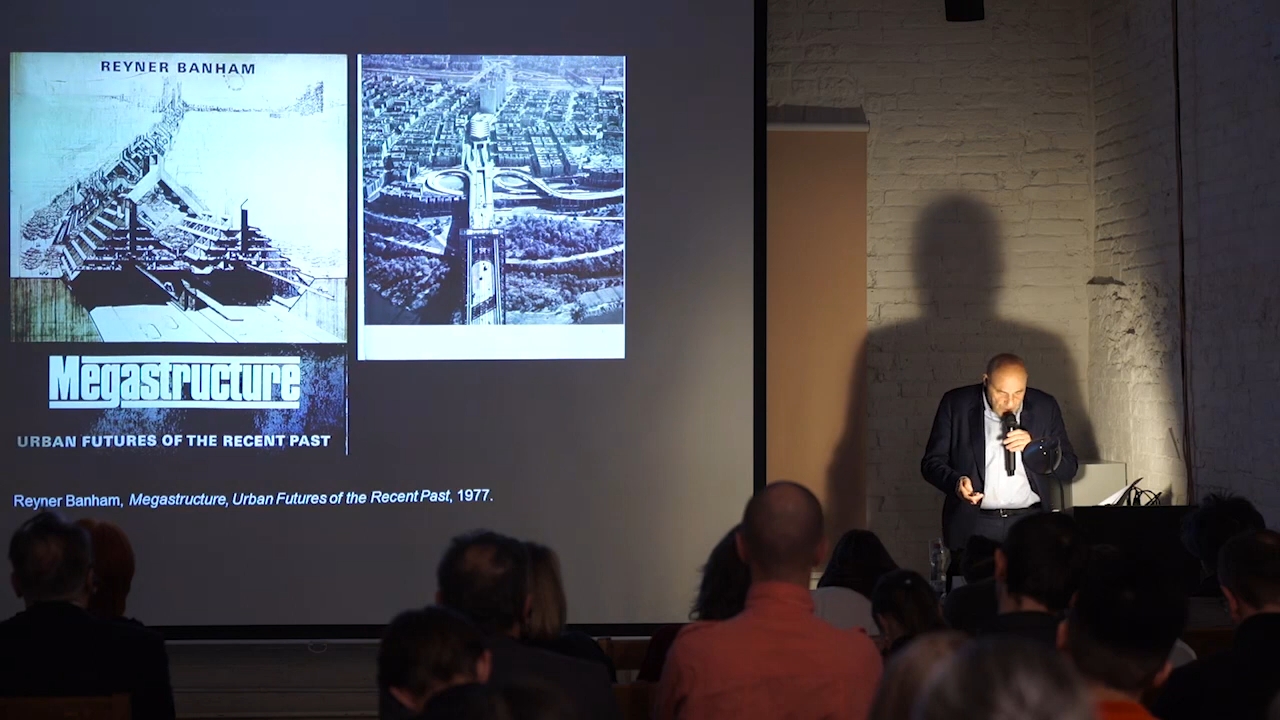 REYNER BANHAM
Megastructure
URBAN FUTURES OF THE RECENT PAST
Reyner Banham, Megastructure, Urban Futures of the Recent Past, 1977.